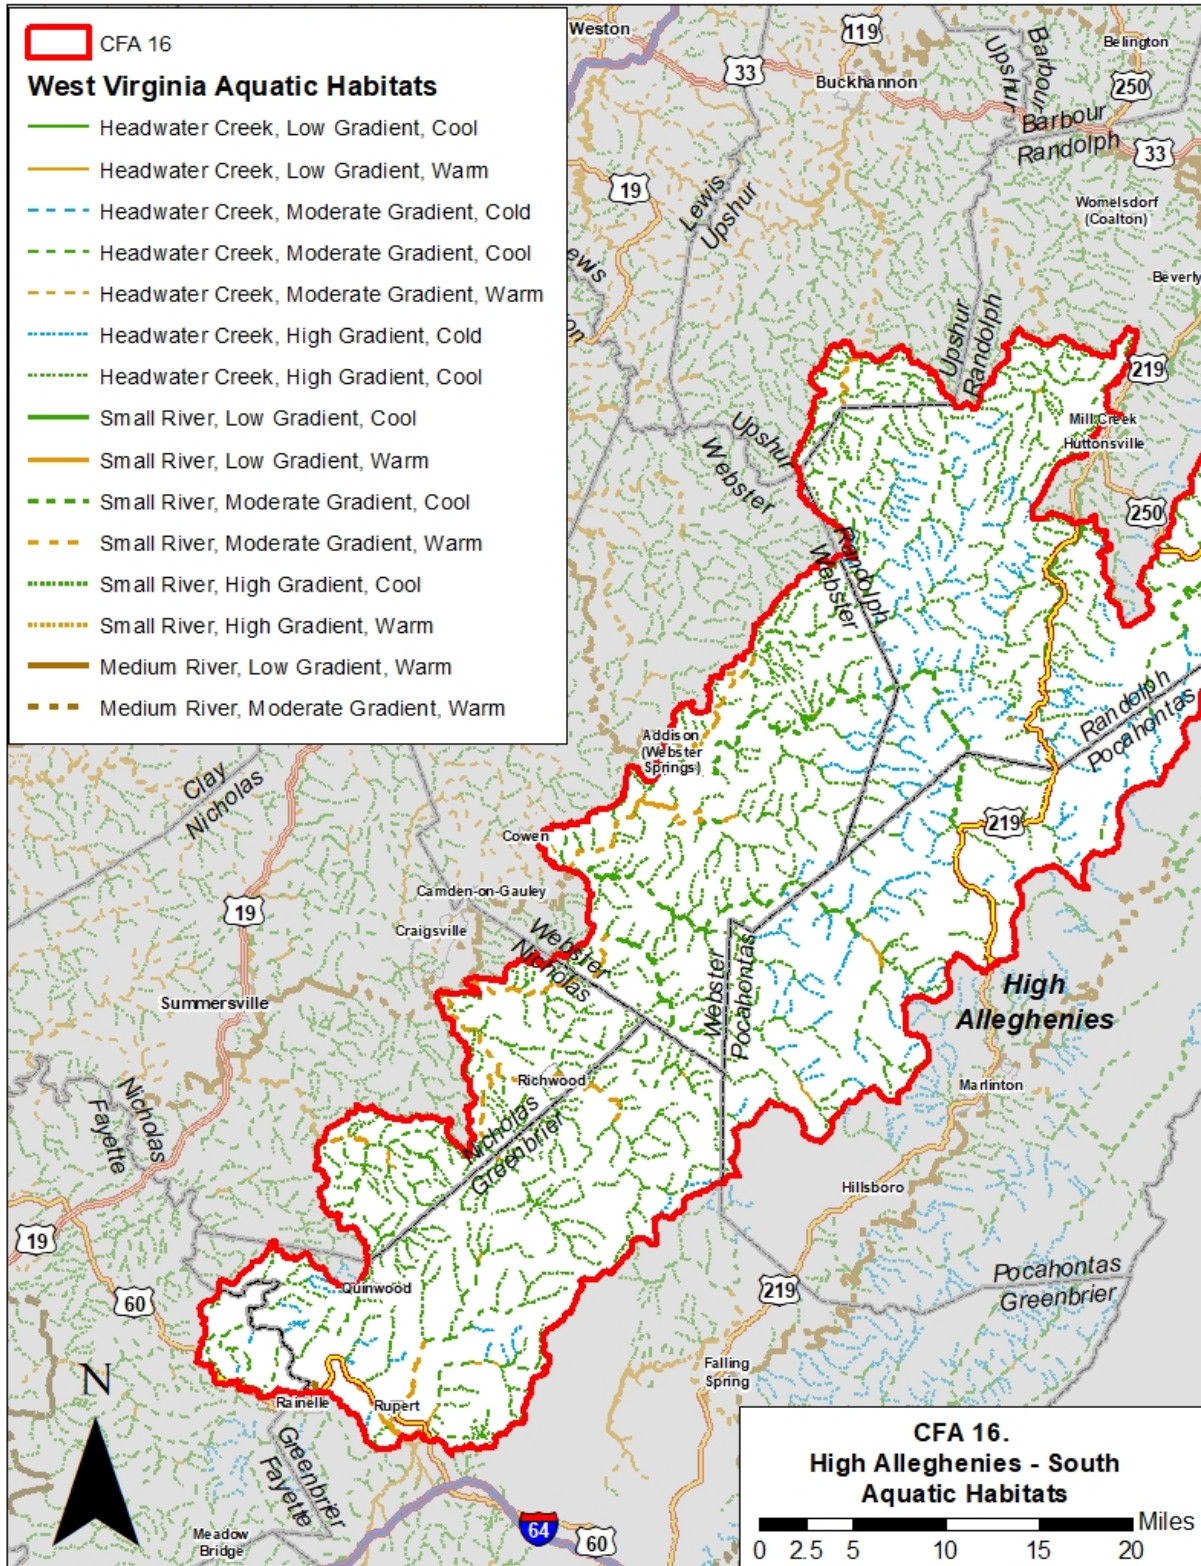 CFA 16
West Virginia Aquatic Habitats
Headwater Creek, Low Gradient, Cool
Headwater Creek, Low Gradient, Warm
Headwater Creek, Moderate Gradient, Cold
Headwater Creek, Moderate Gradient, Cool
Headwater Creek, Moderate Gradient, Warm
Headwater Creek, High Gradient, Cold
Headwater Creek, High Gradient, Cool
Small River, Low Gradient, Cool
Small River, Low Gradient, Warm
Small River, Moderate Gradient, Cool
Small River, Moderate Gradient, Warm
Small River, High Gradient, Cool
Small River, High Gradient, Warm
Medium River, Low Gradient, Warm
Medium River, Moderate Gradient, Warm
Weston
119
33
Buckhannon
Upshur
Barbour
Belington
250
Barbour
Randolph
33
19
Lewis
Upshur
Womelsdorf
(Coalton)
ewis
on
Beverly
Upshur
Randolph
219
Mill Creek
Huttonsville
Upshur
Webster
250
Randolph
Webster
Randolph
Pocahontas
Addison
(Webster
Springs)
Clay
Nicholas
Cowen
219
Camden-on-Gauley
19
Craigsville
Webster
Nicholas
Webster
Pocahontas
Summersville
High
Alleghenies
Richwood
Marlinton
Nicholas
Fayette
Nicholas
Greenbrier
Hillsboro
19
Quinwood
60
219
Pocahontas
Greenbrier
N
Falling
Spring
Rainelle
Rupert
Greenbrier
Fayette
64
60
Meadow
Bridge
CFA 16.
High Alleghenies - South
Aquatic Habitats
Miles
0 2.5 5 10 15 20